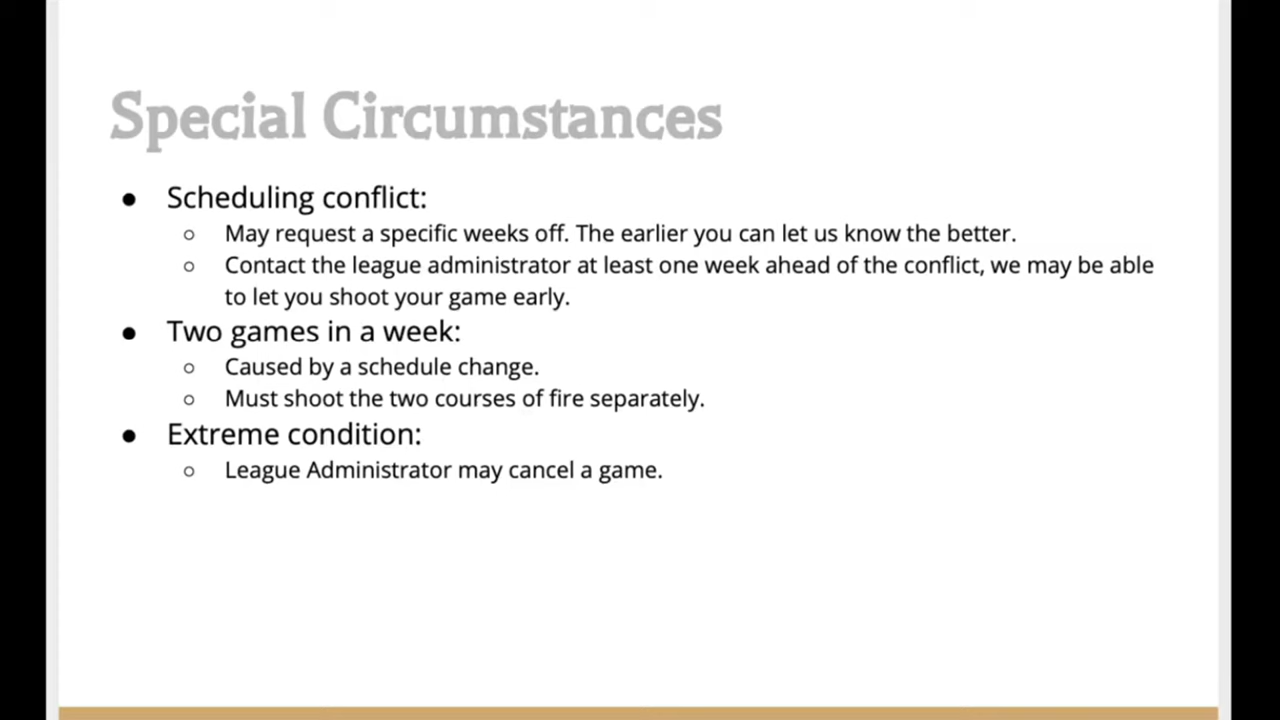 Special Circumstances
● Scheduling conflict:
○ May request a specific weeks off. The earlier you can let us know the better.
○ Contact the league administrator at least one week ahead of the conflict, we may be able
to let you shoot your game early.
● Two games in a week:
○ Caused by a schedule change.
○ Must shoot the two courses of fire separately.
● Extreme condition:
○ League Administrator may cancel a game.